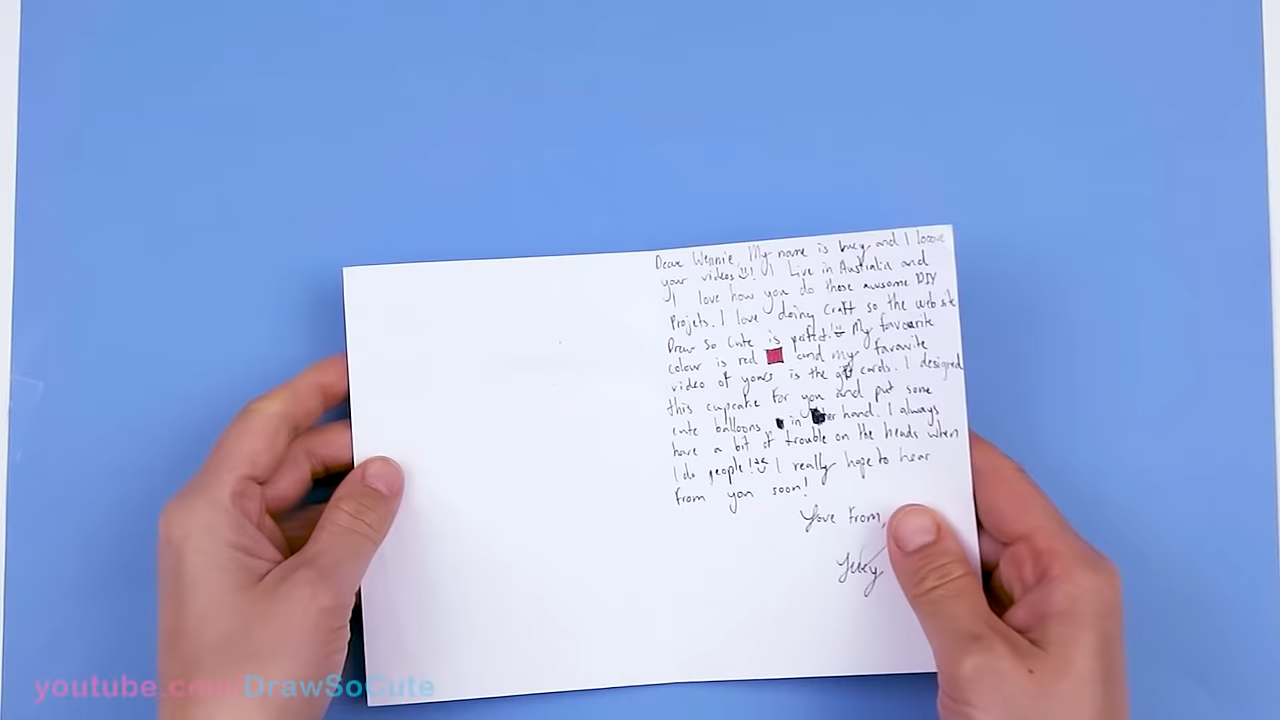 Dear Wennie, My name is Lucy and I looove
your videos! I Live in Australia and
I love how you do those awsome DIY
Projets. I love doing craft so the web site
Draw So Cute is perfect! My favourite
colour is red and my favourite
video of yours is the gift cards. I designed
this cupcake for you and put some
cute balloons in her hand. I always
have a bit of trouble on the heads when
I do people! I really hope to hear
from you soon!
Love From,
Lucy
youtube.com/DrawSoCute